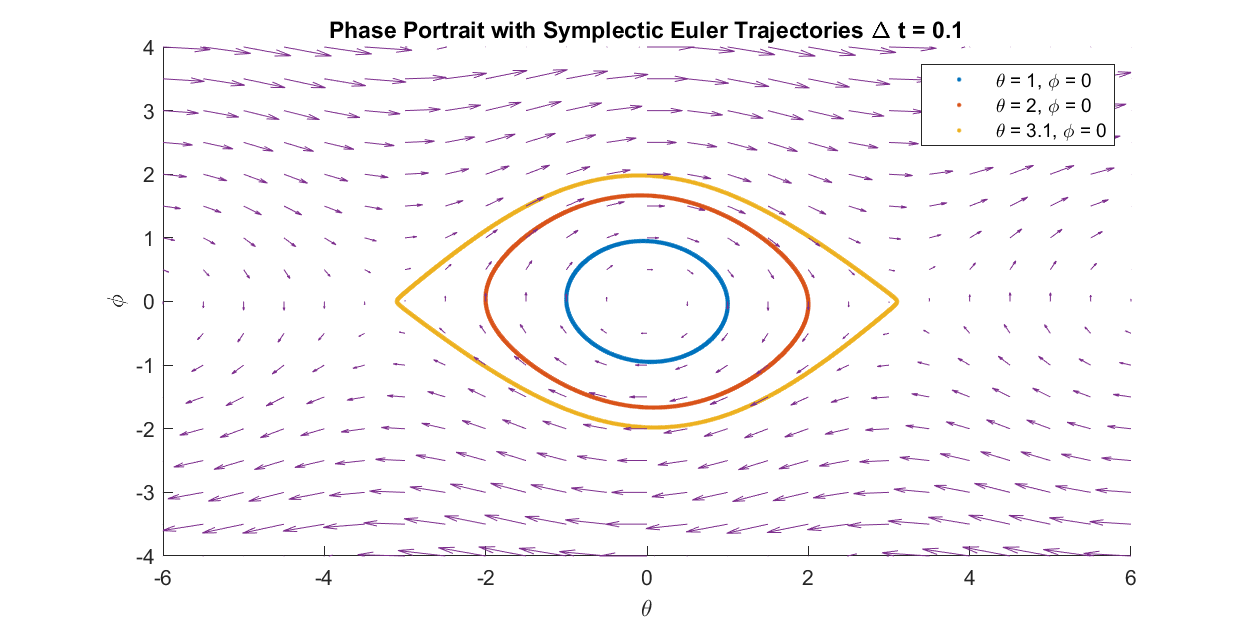 Phase Portrait with Symplectic Euler Trajectories Δ t = 0.1
θ = 1, ϕ = 0
θ = 2, ϕ = 0
θ = 3.1, ϕ = 0
4
3
2
1
0
-1
-2
-3
-4
ϕ
-6
-4
-2
0
2
4
6
θ